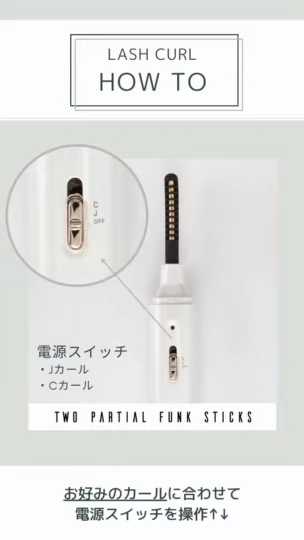 LASH CURL
HOW TO
C
J
OFF
電源スイッチ
・Jカール
・Cカール
TWO PARTIAL FUNK STICKS
お好みのカールに合わせて
電源スイッチを操作↑↓